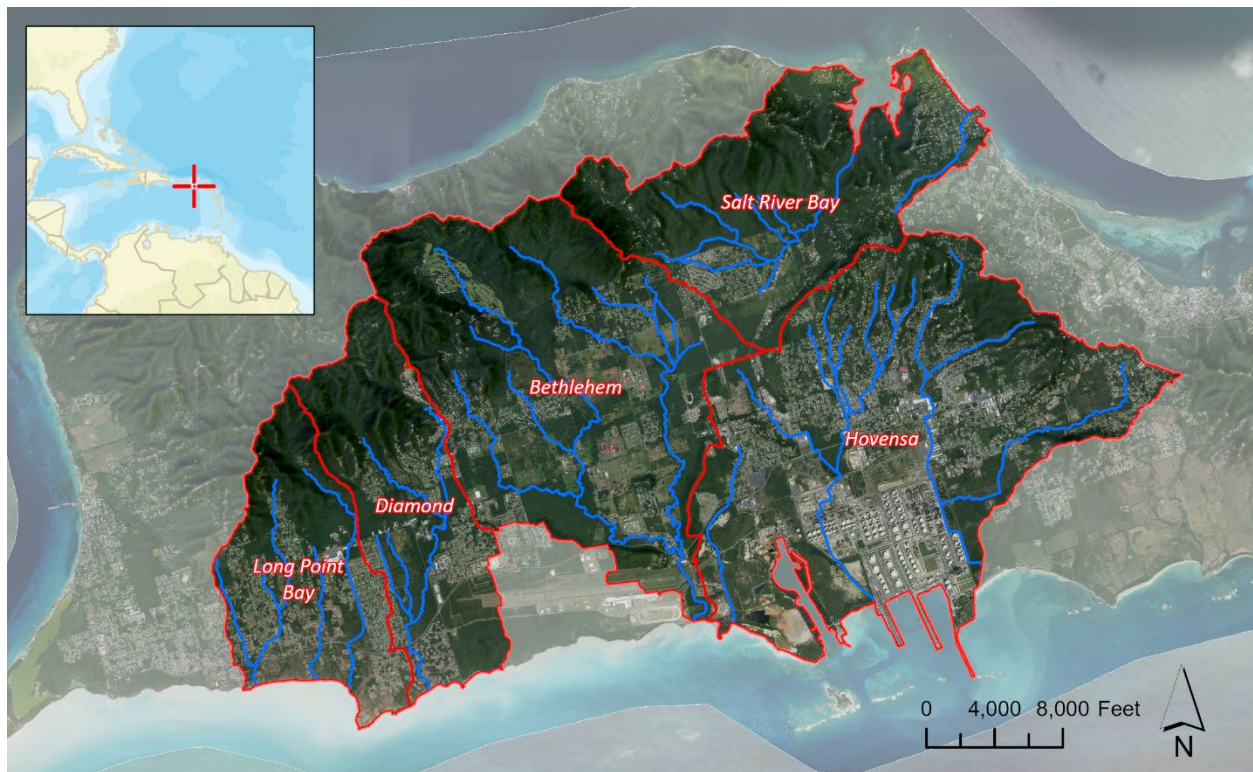 Salt River Bay
Bethlehem
Hovensa
Diamond
Long Point
Bay
0 4,000 8,000 Feet
N